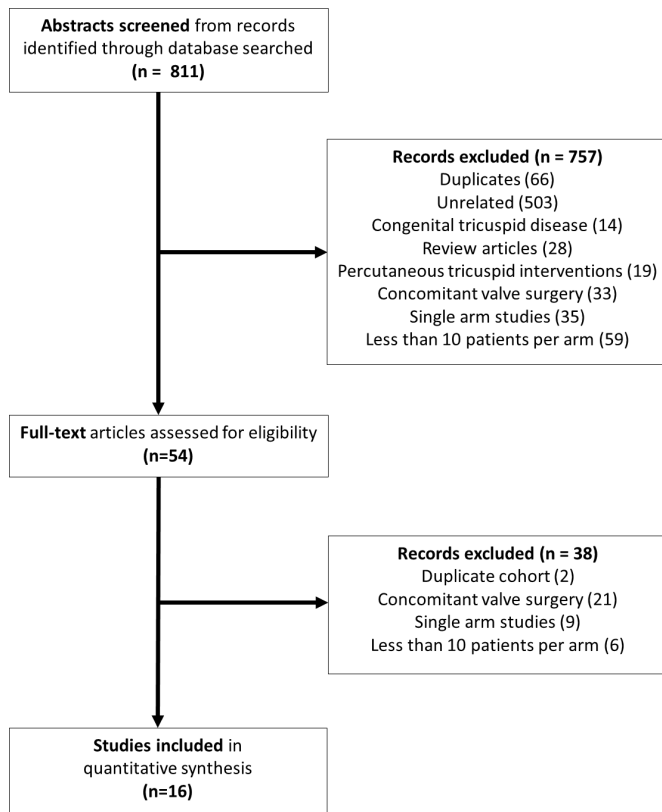 Abstracts screened from records
identified through database searched
(n = 811)
Records excluded (n = 757)
Duplicates (66)
Unrelated (503)
Congenital tricuspid disease (14)
Review articles (28)
Percutaneous tricuspid interventions (19)
Concomitant valve surgery (33)
Single arm studies (35)
Less than 10 patients per arm (59)
Full-text articles assessed for eligibility
(n=54)
Records excluded (n = 38)
Duplicate cohort (2)
Concomitant valve surgery (21)
Single arm studies (9)
Less than 10 patients per arm (6)
Studies included in
quantitative synthesis
(n=16)